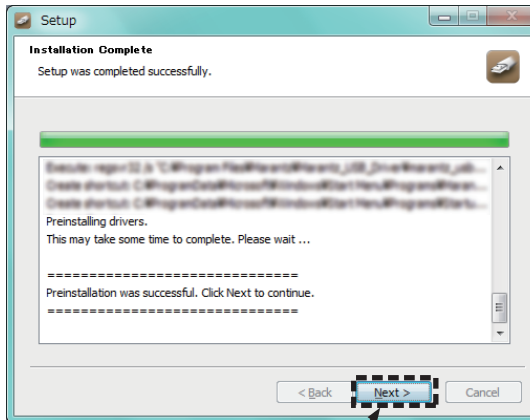 Setup
Installation Complete
Setup was completed successfully.
Preinstalling drivers.
This may take some time to complete. Please wait ...
==============================
Preinstallation was successful. Click Next to continue.
==============================
< Back
Next >
Cancel